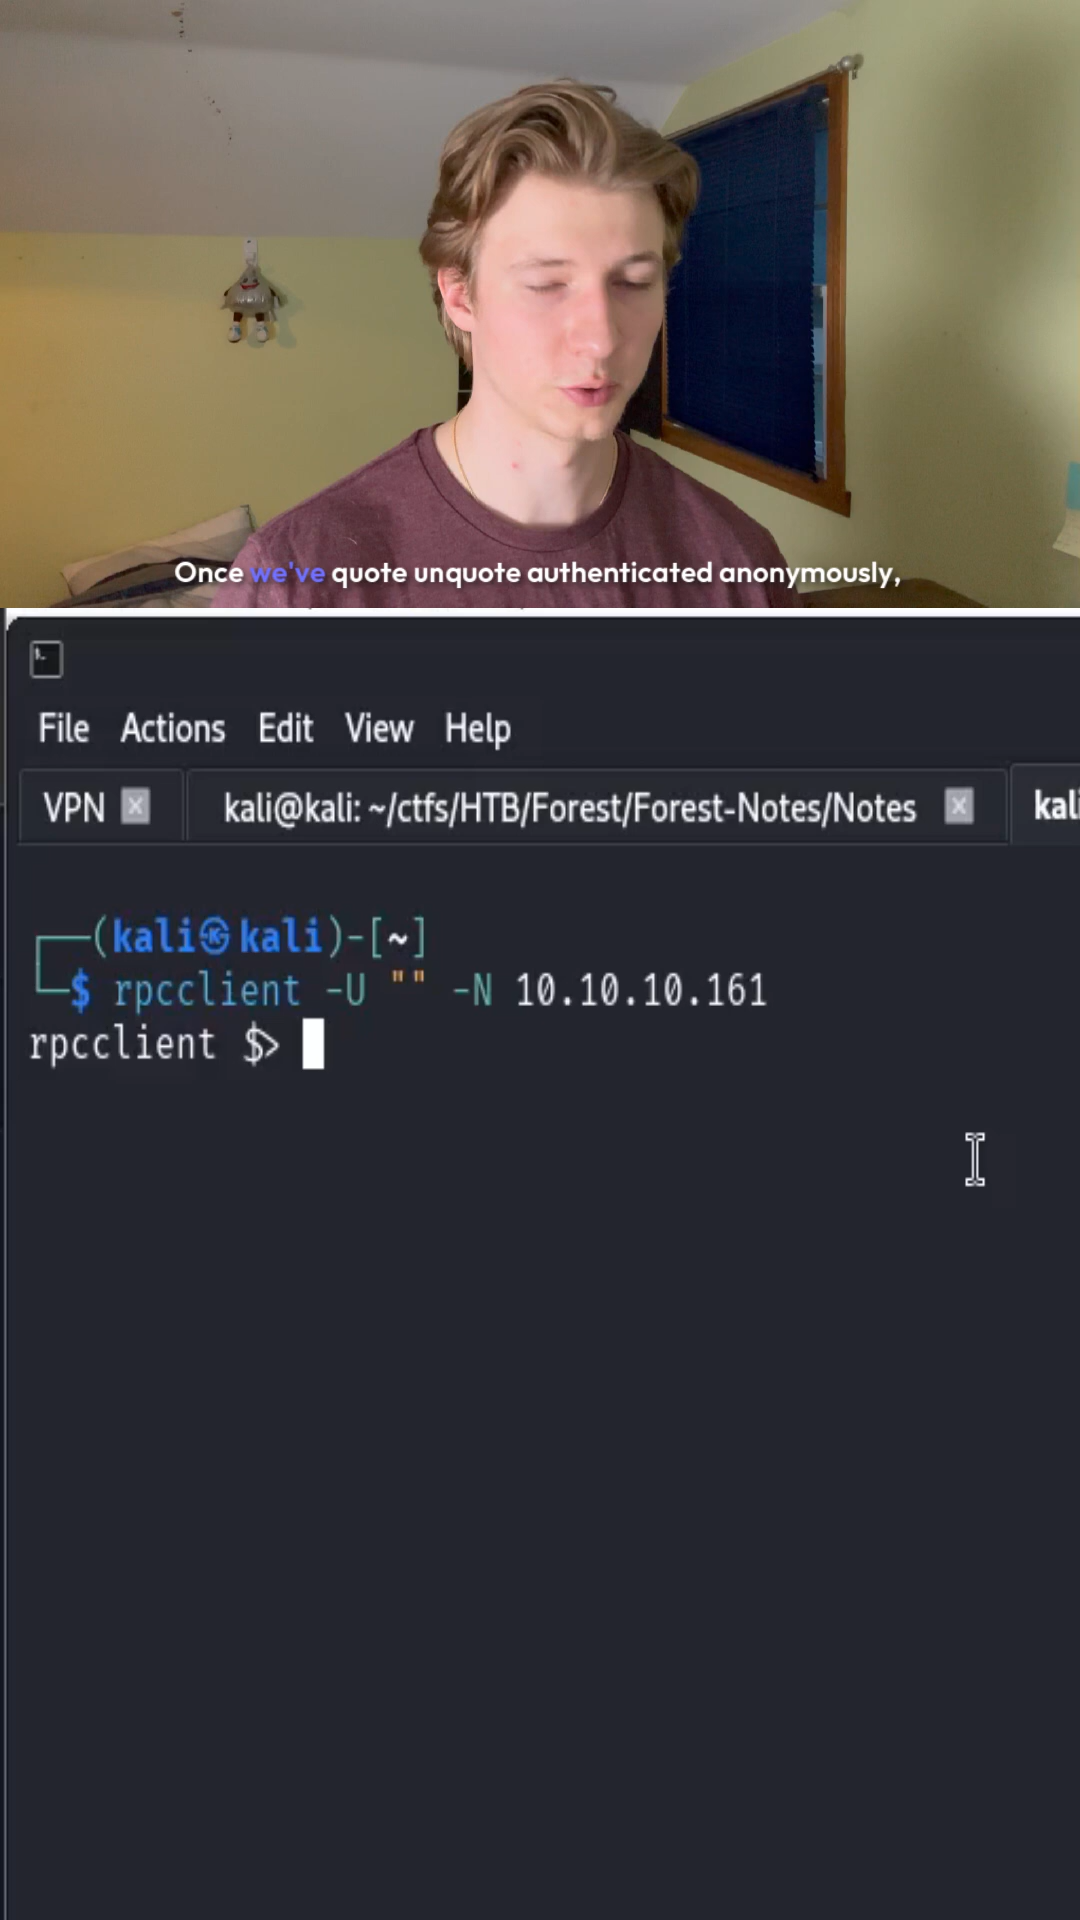 Once we've quote unquote authenticated anonymously,
File Actions Edit View Help
VPN kali@kali: ~/ctfs/HTB/Forest/Forest-Notes/Notes kali
(kali㉿kali)-[~]
$ rpcclient -U "" -N 10.10.10.161
rpcclient $>